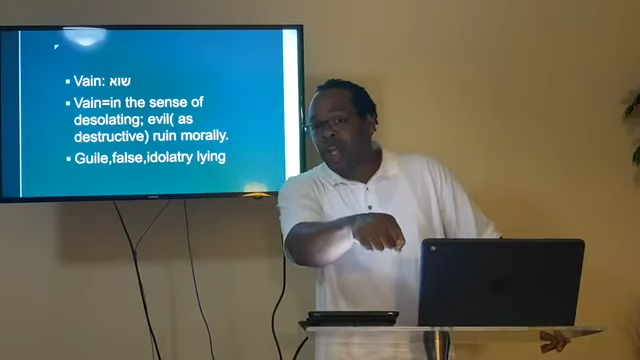 ▪ Vain: שוא
▪ Vain=in the sense of
desolating; evil( as
destructive) ruin morally.
▪ Guile,false,idolatry lying